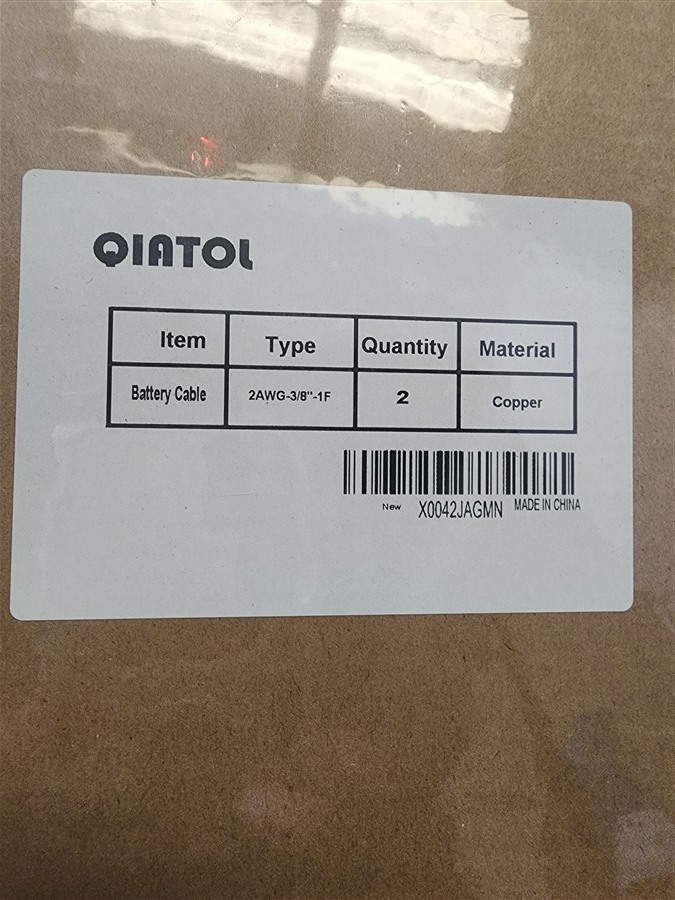 QIATOL
Item Type Quantity Material
Battery Cable 2AWG-3/8"-1F 2 Copper
New X0042JAGMN MADE IN CHINA